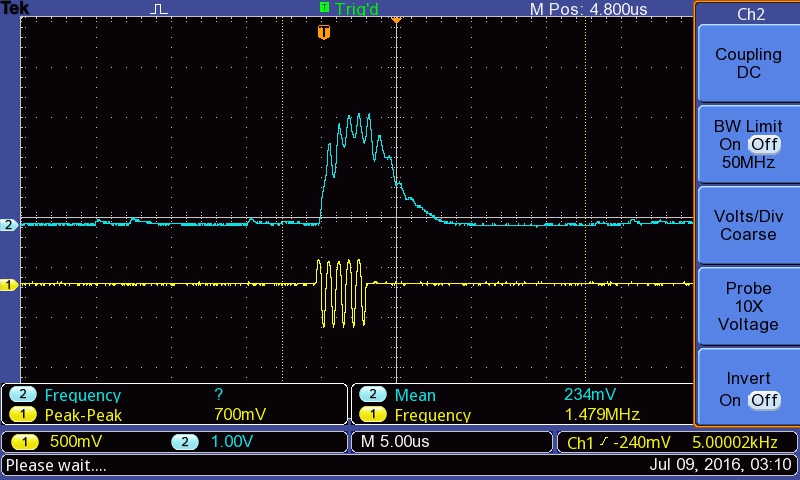 Tek
T Trig'd
M Pos: 4.800us
T
Ch2
Coupling
DC
BW Limit
On Off
50MHz
Volts/Div
Coarse
Probe
10X
Voltage
Invert
On Off
2
1
2 Frequency ?
1 Peak-Peak 700mV
2 Mean 234mV
1 Frequency 1.479MHz
1 500mV 2 1.00V
M 5.00us
Ch1 -240mV 5.00002kHz
Please wait....
Jul 09, 2016, 03:10